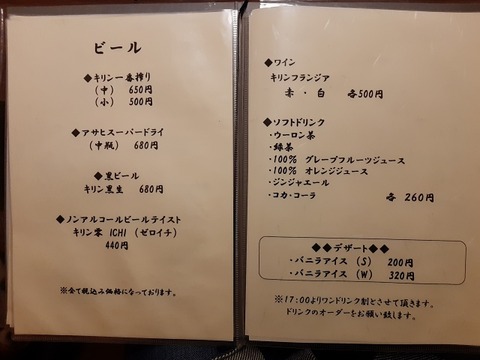 ビール
◆キリン一番搾り
(中) 650円
(小) 500円
◆アサヒスーパードライ
(中瓶) 680円
◆黒ビール
キリン黒生 680円
◆ノンアルコールビールテイスト
キリン零 ICHI (ゼロイチ)
440円
※全て税込み価格になっております。
◆ワイン
キリンフランジア
赤・白 各500円
◆ソフトドリンク
・ウーロン茶
・緑茶
・100% グレープフルーツジュース
・100% オレンジジュース
・ジンジャエール
・コカ・コーラ 各 260円
◆◆デザート◆◆
・バニラアイス (S) 200円
・バニラアイス (W) 320円
※17:00よりワンドリンク制とさせて頂きます。
ドリンクのオーダーをお願い致します。